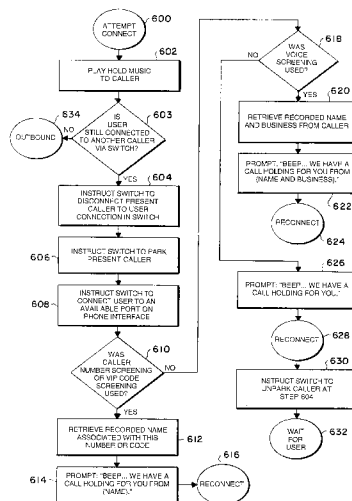 600
ATTEMPT
CONNECT
602
PLAY HOLD MUSIC
TO CALLER
634
OUTBOUND
NO
603
IS
USER
STILL CONNECTED
TO ANOTHER CALLER
VIA SWITCH?
YES
604
INSTRUCT SWITCH TO
DISCONNECT PRESENT
CALLER TO USER
CONNECTION IN SWITCH
606
INSTRUCT SWITCH TO PARK
PRESENT CALLER
608
INSTRUCT SWITCH TO
CONNECT USER TO AN
AVAILABLE PORT ON
PHONE INTERFACE
610
WAS
CALLER
NUMBER SCREENING
OR VIP CODE
SCREENING
USED?
NO
YES
RETRIEVE RECORDED NAME
ASSOCIATED WITH THIS
NUMBER OR CODE
612
614
PROMPT: "BEEP... WE HAVE A
CALL HOLDING FOR YOU FROM
{NAME}."
616
RECONNECT
618
WAS
VOICE
SCREENING
USED?
NO
YES
620
RETRIEVE RECORDED NAME
AND BUSINESS FROM CALLER
PROMPT: "BEEP... WE HAVE A
CALL HOLDING FOR YOU FROM
{NAME AND BUSINESS}."
622
RECONNECT
624
626
PROMPT: "BEEP... WE HAVE A
CALL HOLDING FOR YOU."
RECONNECT
628
630
INSTRUCT SWITCH TO
UNPARK CALLER AT
STEP 604
WAIT
FOR
USER
632